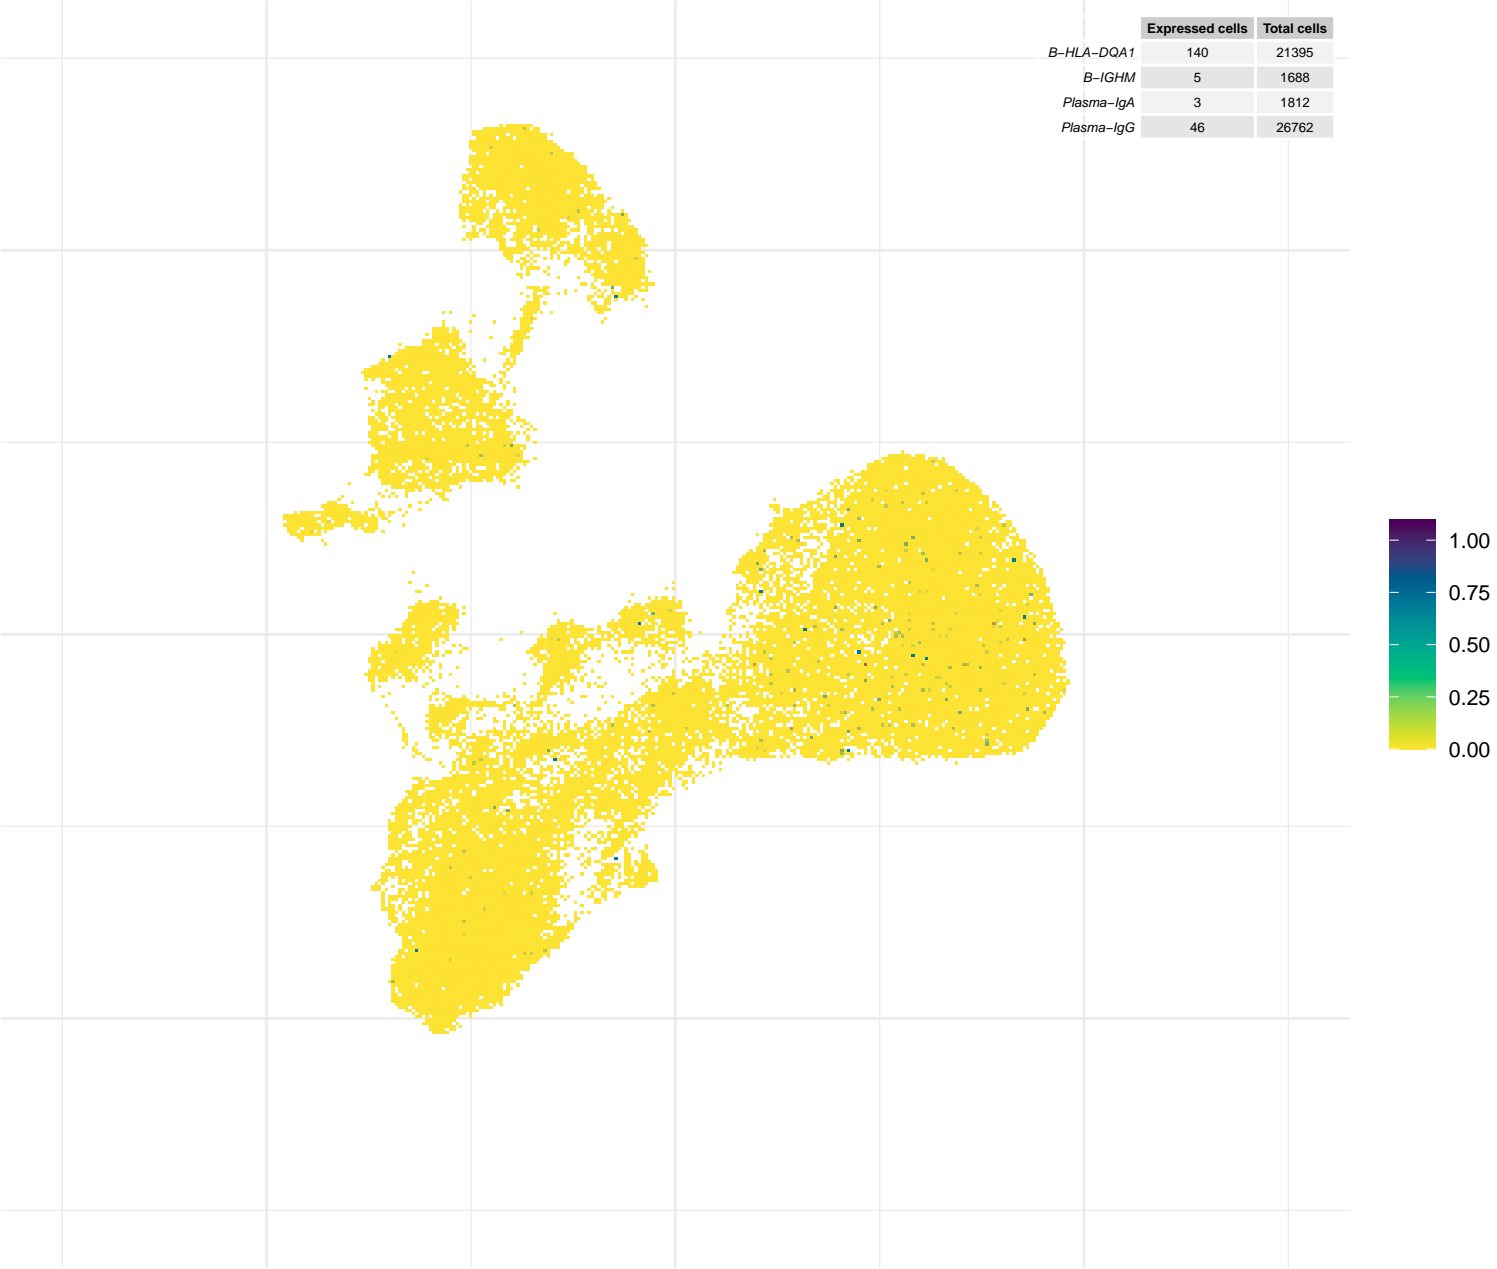 Expressed cells Total cells
B−HLA−DQA1 140 21395
B−IGHM 5 1688
Plasma−IgA 3 1812
Plasma−IgG 46 26762
1.00
0.75
0.50
0.25
0.00